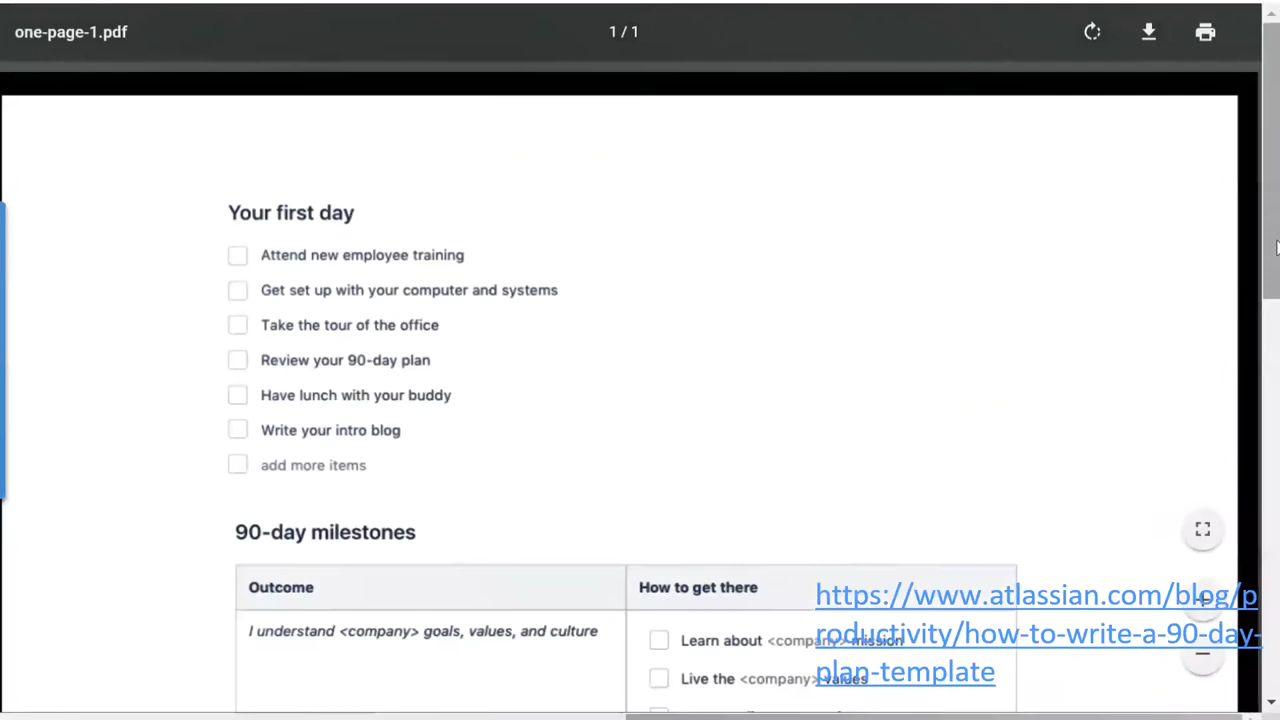 one-page-1.pdf
1 / 1
Your first day
Attend new employee training
Get set up with your computer and systems
Take the tour of the office
Review your 90-day plan
Have lunch with your buddy
Write your intro blog
add more items
90-day milestones
Outcome
How to get there
I understand <company> goals, values, and culture
Learn about <company> mission
Live the <company> values
https://www.atlassian.com/blog/p
roductivity/how-to-write-a-90-day-
plan-template